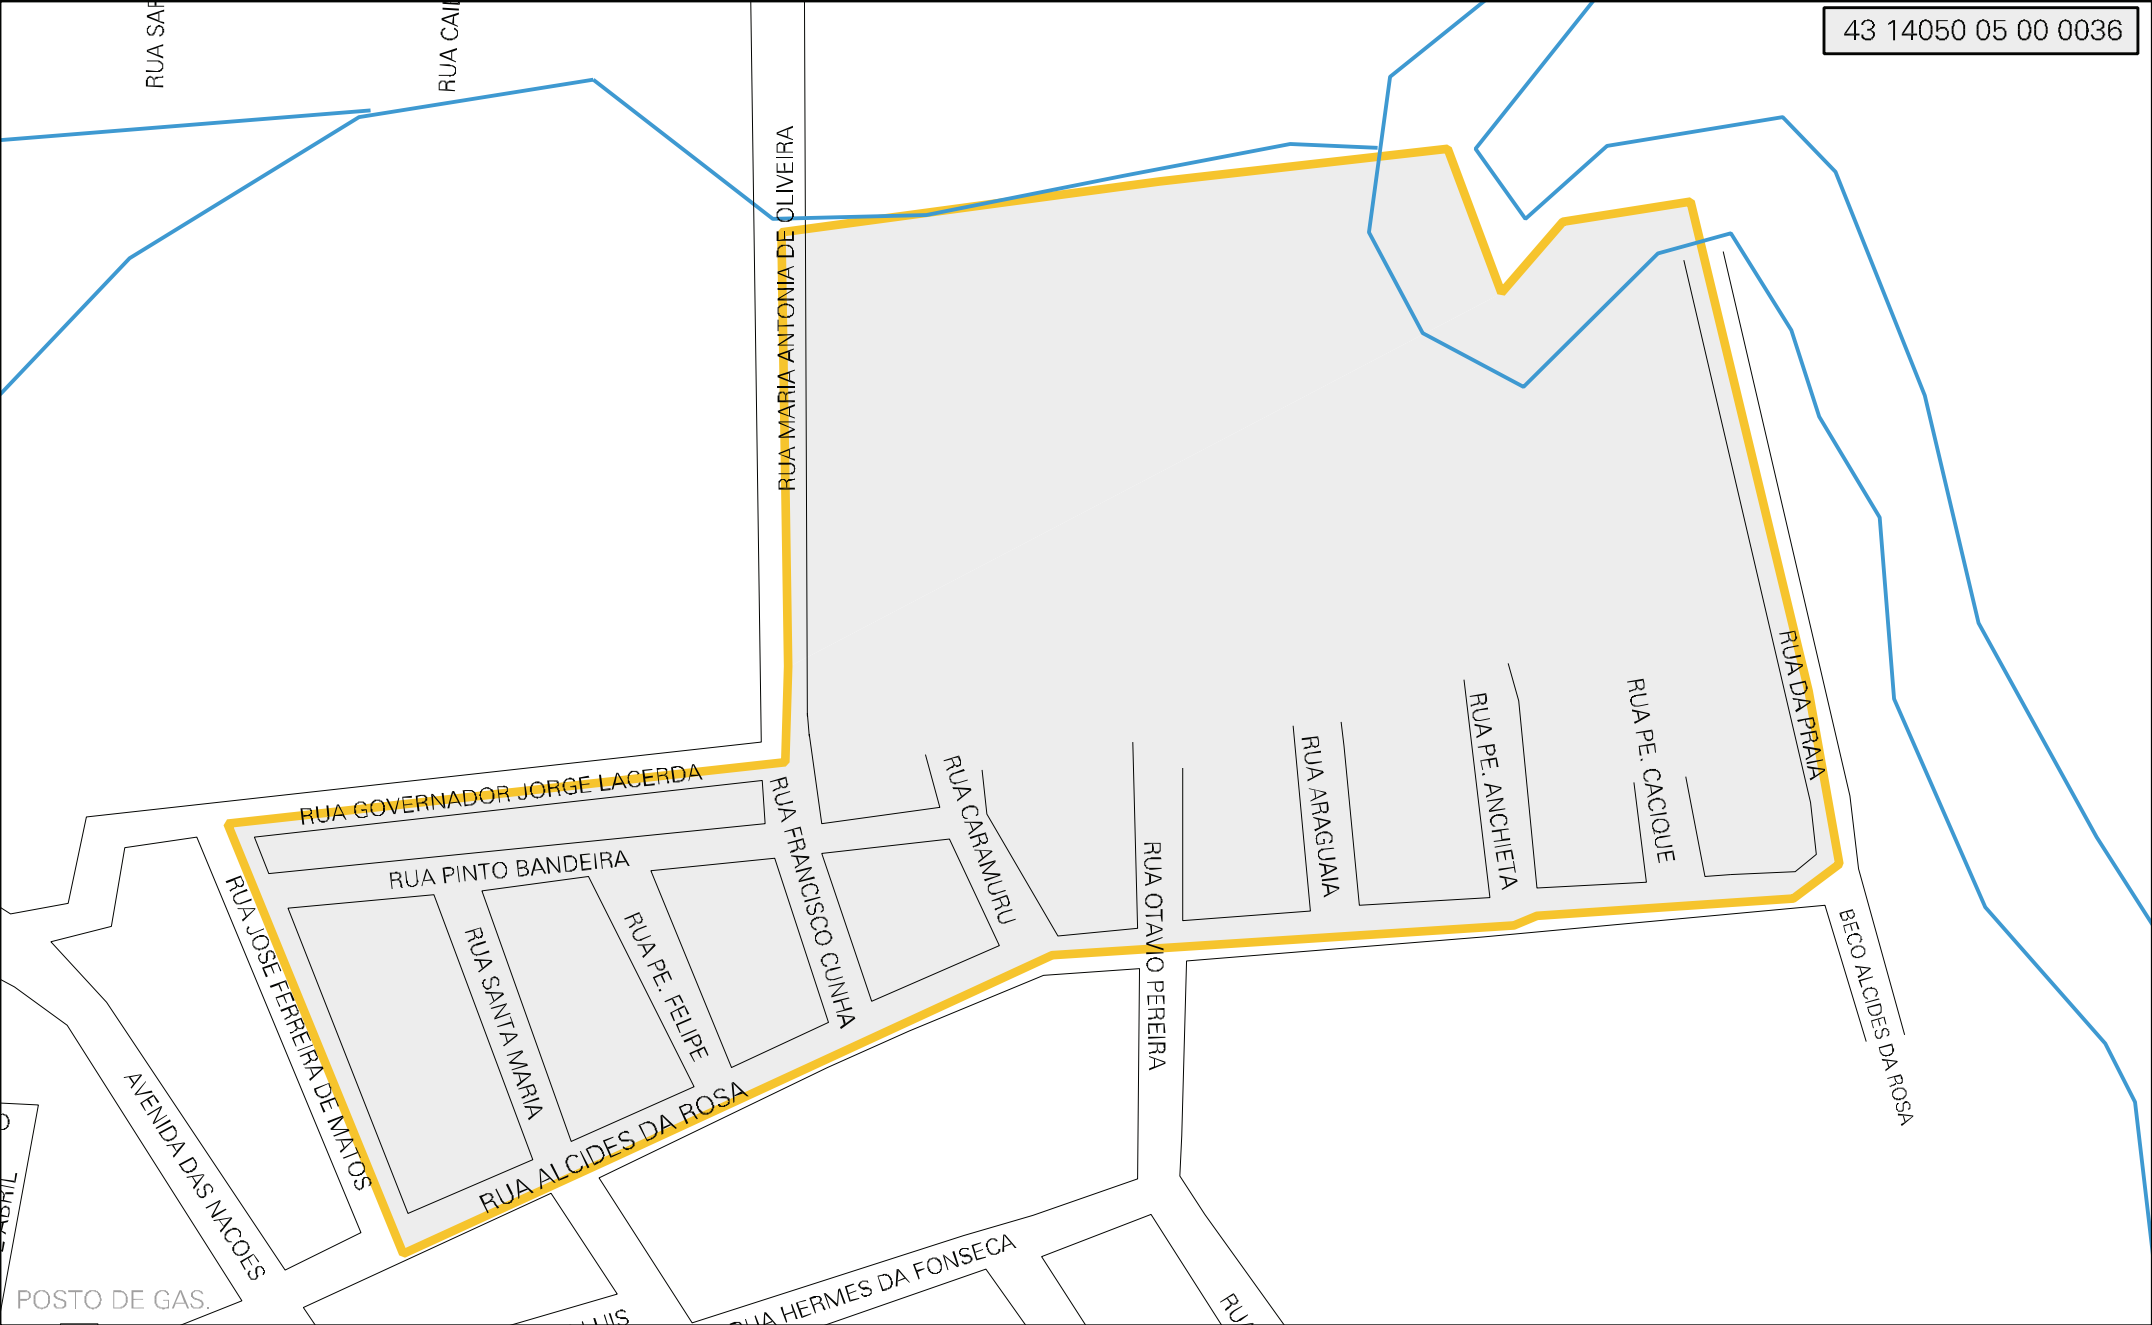 43 14050 05 00 0036
RUA MARIA ANTONIA DE OLIVEIRA
RUA GOVERNADOR JORGE LACERDA
RUA PINTO BANDEIRA
RUA JOSE FERREIRA DE MATOS
RUA SANTA MARIA
RUA PE. FELIPE
RUA FRANCISCO CUNHA
RUA CARAMURU
RUA OTAVIO PEREIRA
RUA ARAGUAIA
RUA PE. ANCHIETA
RUA PE. CACIQUE
RUA DA PRAIA
BECO ALCIDES DA ROSA
RUA ALCIDES DA ROSA
AVENIDA DAS NACOES
RUA HERMES DA FONSECA
POSTO DE GAS.
RUA
RUA